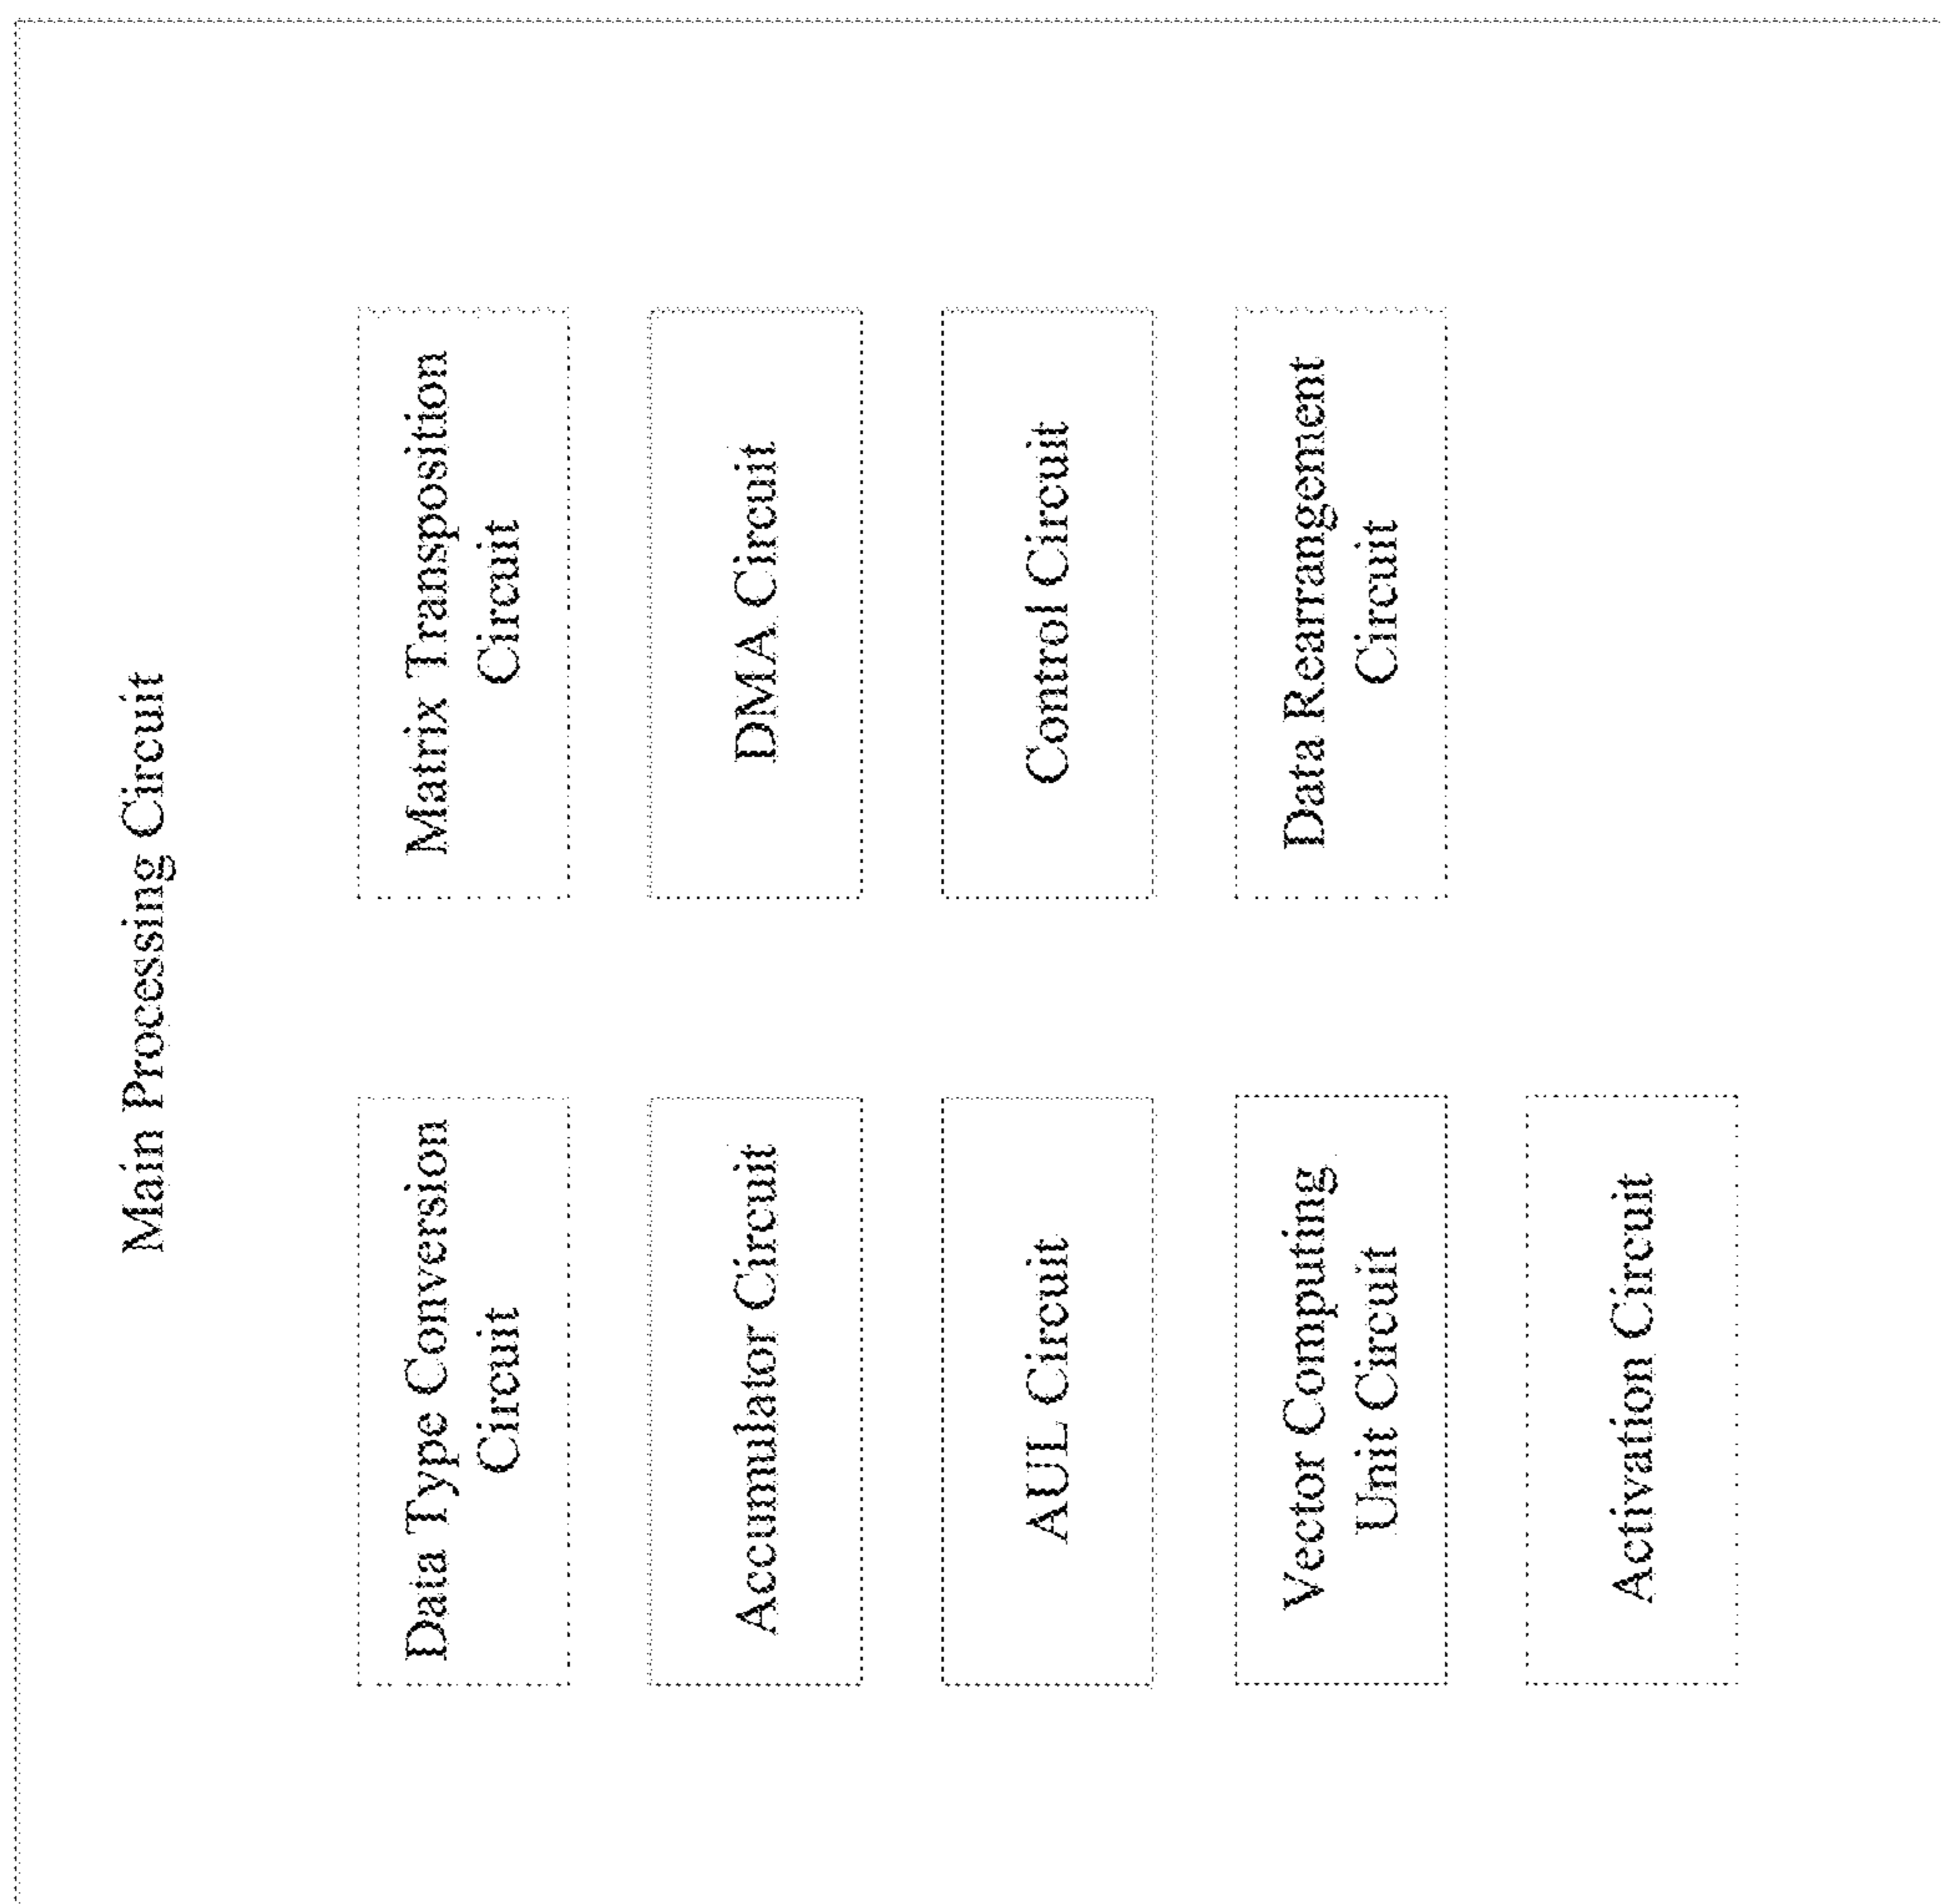 Main Processing Circuit
Data Type Conversion
Circuit
Matrix Transposition
Circuit
Accumulator Circuit
DMA Circuit
AUL Circuit
Control Circuit
Vector Computing
Unit Circuit
Data Rearrangement
Circuit
Activation Circuit